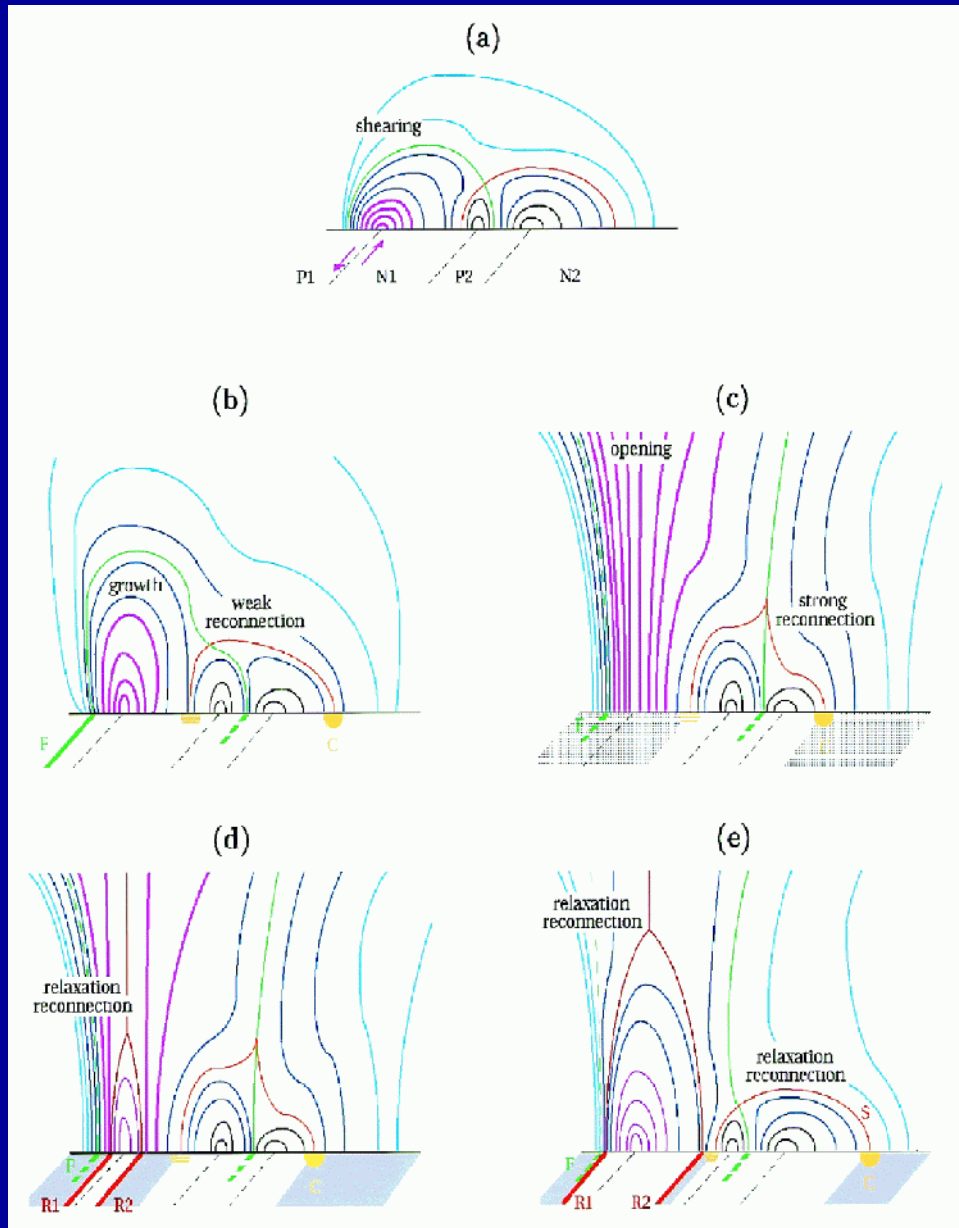 (a)
shearing
P1
N1
P2
N2
(b)
growth
weak
reconnection
F
C
(c)
opening
strong
reconnection
(d)
relaxation
reconnection
F
C
R1
R2
(e)
relaxation
reconnection
relaxation
reconnection
S
F
C
R1
R2